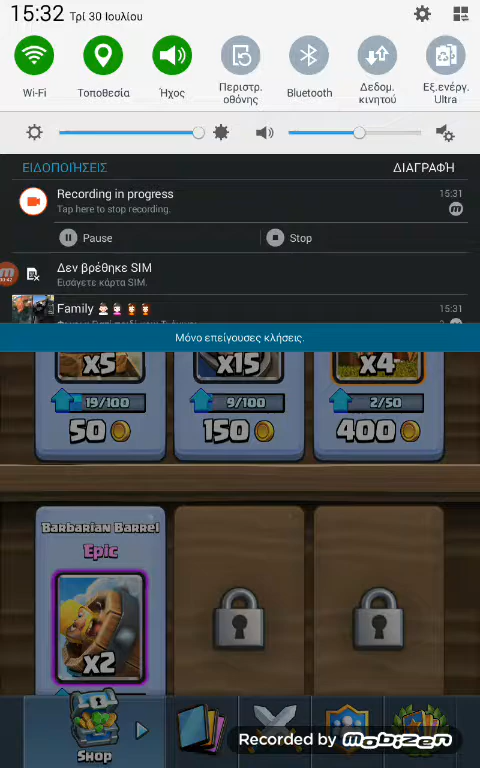 15:32 Τρί 30 Ιουλίου
Wi-Fi
Τοποθεσία
Ήχος
Περιστρ. οθόνης
Bluetooth
Δεδομ. κινητού
Εξ.ενέργ. Ultra
ΕΙΔΟΠΟΙΉΣΕΙΣ ΔΙΑΓΡΑΦΉ
Recording in progress 15:31
Tap here to stop recording.
Pause Stop
Δεν βρέθηκε SIM
Εισάγετε κάρτα SIM.
Family 15:31
Μόνο επείγουσες κλήσεις.
x5 x15 x4
19/100 9/100 2/50
50 150 400
Barbarian Barrel
Epic
x2
Shop
Recorded by mobizen